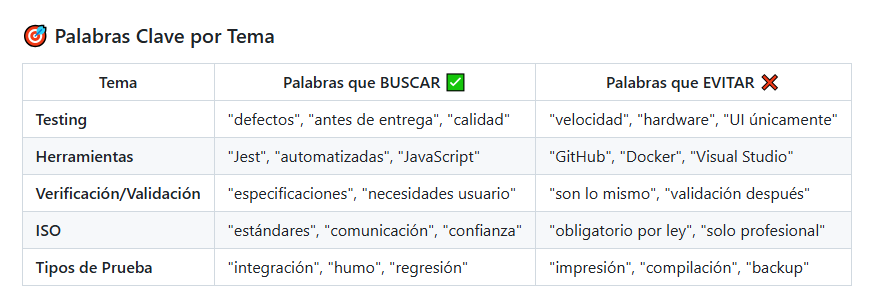 🎯 Palabras Clave por Tema
Tema Palabras que BUSCAR ✅ Palabras que EVITAR ❌
Testing "defectos", "antes de entrega", "calidad" "velocidad", "hardware", "UI únicamente"
Herramientas "Jest", "automatizadas", "JavaScript" "GitHub", "Docker", "Visual Studio"
Verificación/Validación "especificaciones", "necesidades usuario" "son lo mismo", "validación después"
ISO "estándares", "comunicación", "confianza" "obligatorio por ley", "solo profesional"
Tipos de Prueba "integración", "humo", "regresión" "impresión", "compilación", "backup"